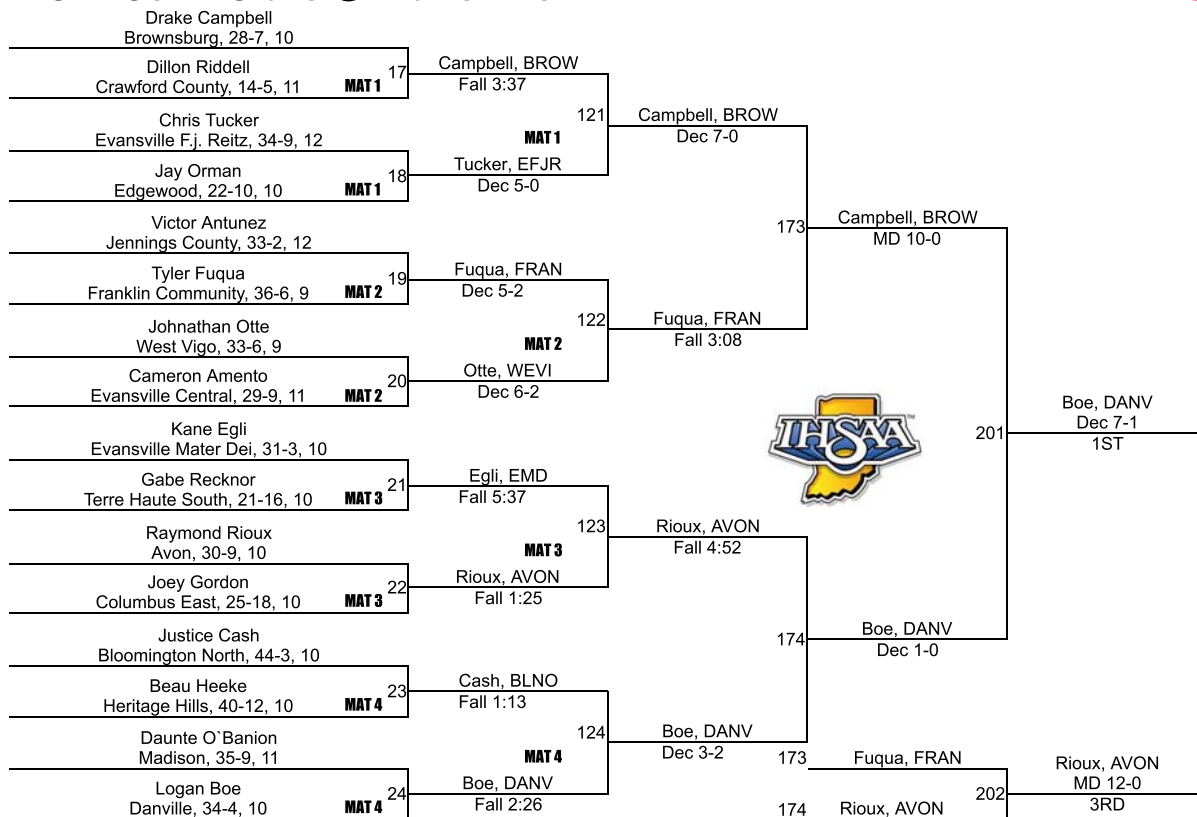 Drake Campbell
Brownsburg, 28-7, 10
Dillon Riddell
Crawford County, 14-5, 11
MAT 1
17
Chris Tucker
Evansville F.j. Reitz, 34-9, 12
Jay Orman
Edgewood, 22-10, 10
MAT 1
18
Victor Antunez
Jennings County, 33-2, 12
Tyler Fuqua
Franklin Community, 36-6, 9
MAT 2
19
Johnathan Otte
West Vigo, 33-6, 9
Cameron Amento
Evansville Central, 29-9, 11
MAT 2
20
Kane Egli
Evansville Mater Dei, 31-3, 10
Gabe Recknor
Terre Haute South, 21-16, 10
MAT 3
21
Raymond Rioux
Avon, 30-9, 10
Joey Gordon
Columbus East, 25-18, 10
MAT 3
22
Justice Cash
Bloomington North, 44-3, 10
Beau Heeke
Heritage Hills, 40-12, 10
MAT 4
23
Daunte O`Banion
Madison, 35-9, 11
Logan Boe
Danville, 34-4, 10
MAT 4
24
Campbell, BROW
Fall 3:37
121
MAT 1
Tucker, EFJR
Dec 5-0
Fuqua, FRAN
Dec 5-2
122
MAT 2
Otte, WEVI
Dec 6-2
Egli, EMD
Fall 5:37
123
MAT 3
Rioux, AVON
Fall 1:25
Cash, BLNO
Fall 1:13
124
MAT 4
Boe, DANV
Fall 2:26
Campbell, BROW
Dec 7-0
173
Fuqua, FRAN
Fall 3:08
Rioux, AVON
Fall 4:52
174
Boe, DANV
Dec 3-2
Campbell, BROW
MD 10-0
IHSAA
™
201
Boe, DANV
Dec 1-0
Boe, DANV
Dec 7-1
1ST
173
Fuqua, FRAN
202
174
Rioux, AVON
Rioux, AVON
MD 12-0
3RD